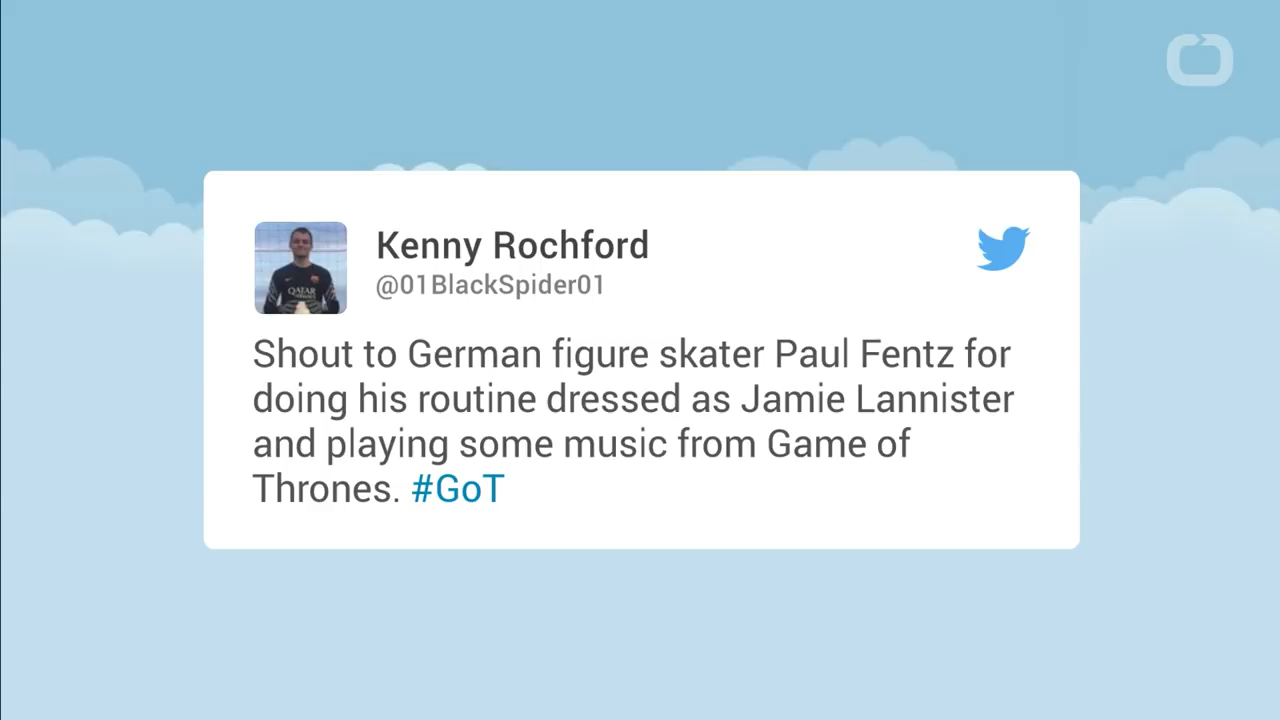 Kenny Rochford
@01BlackSpider01
QATAR
Shout to German figure skater Paul Fentz for
doing his routine dressed as Jamie Lannister
and playing some music from Game of
Thrones. #GoT